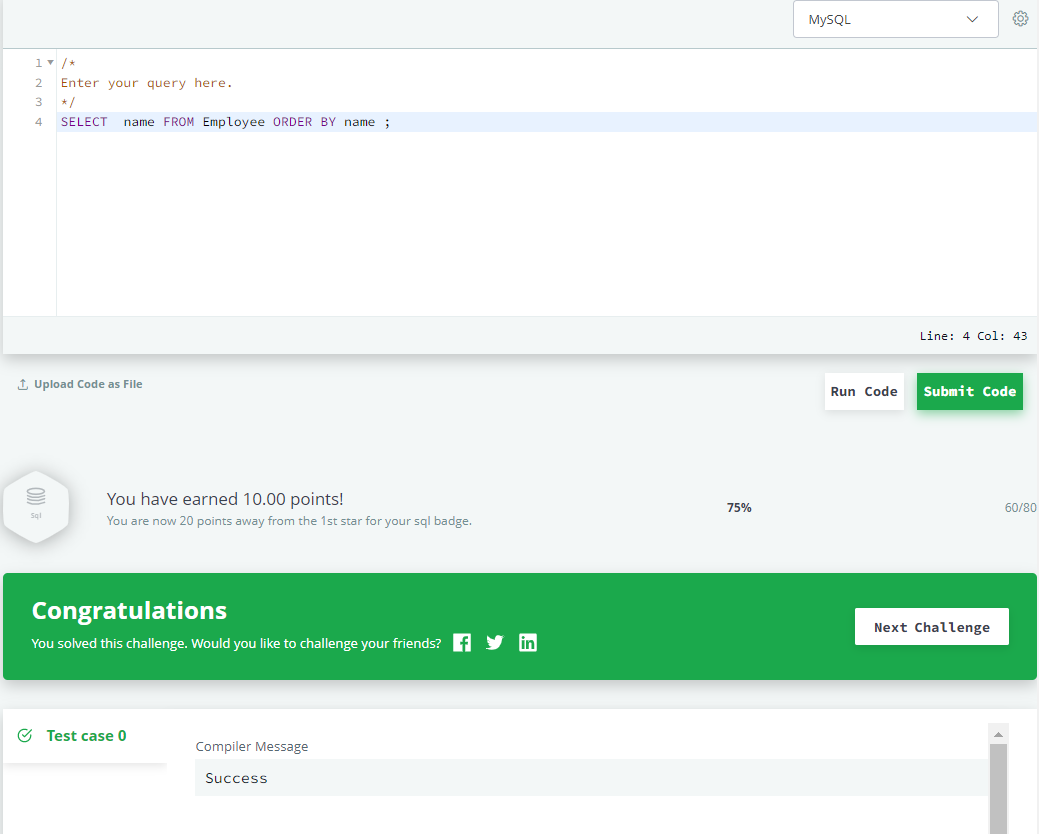 MySQL
1 /*
2 Enter your query here.
3 */
4 SELECT  name FROM Employee ORDER BY name ;
Line: 4 Col: 43
Upload Code as File
Run Code
Submit Code
Sql
You have earned 10.00 points!
You are now 20 points away from the 1st star for your sql badge.
75%
60/80
Congratulations
You solved this challenge. Would you like to challenge your friends?
Next Challenge
Test case 0
Compiler Message
Success